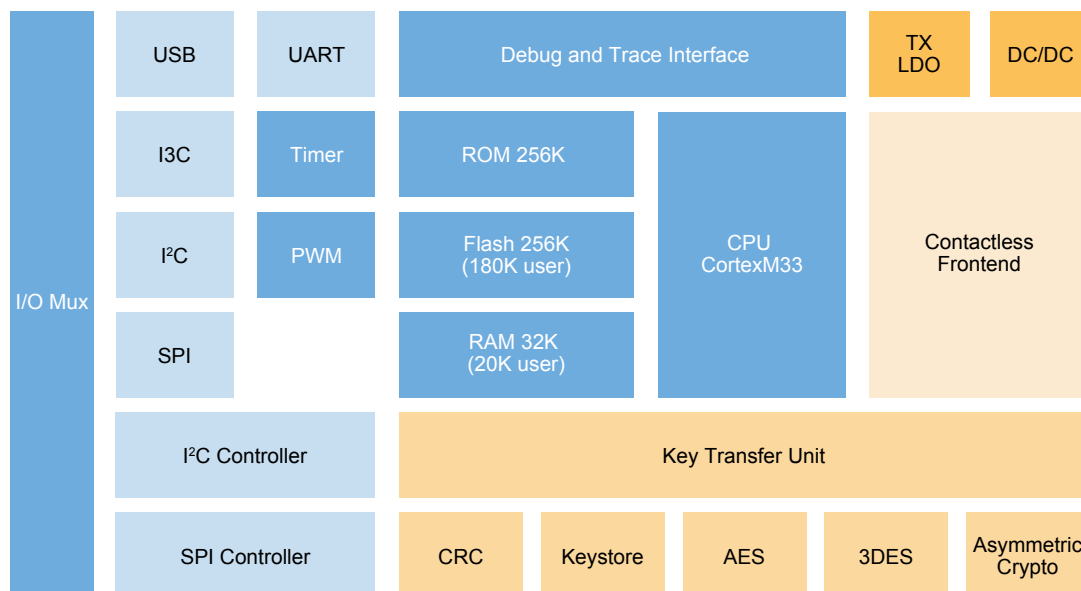 USB
UART
Debug and Trace Interface
TX
LDO
DC/DC
I3C
Timer
ROM 256K
I/O Mux
I²C
PWM
Flash 256K
(180K user)
CPU
CortexM33
Contactless
Frontend
SPI
RAM 32K
(20K user)
I²C Controller
Key Transfer Unit
SPI Controller
CRC
Keystore
AES
3DES
Asymmetric
Crypto